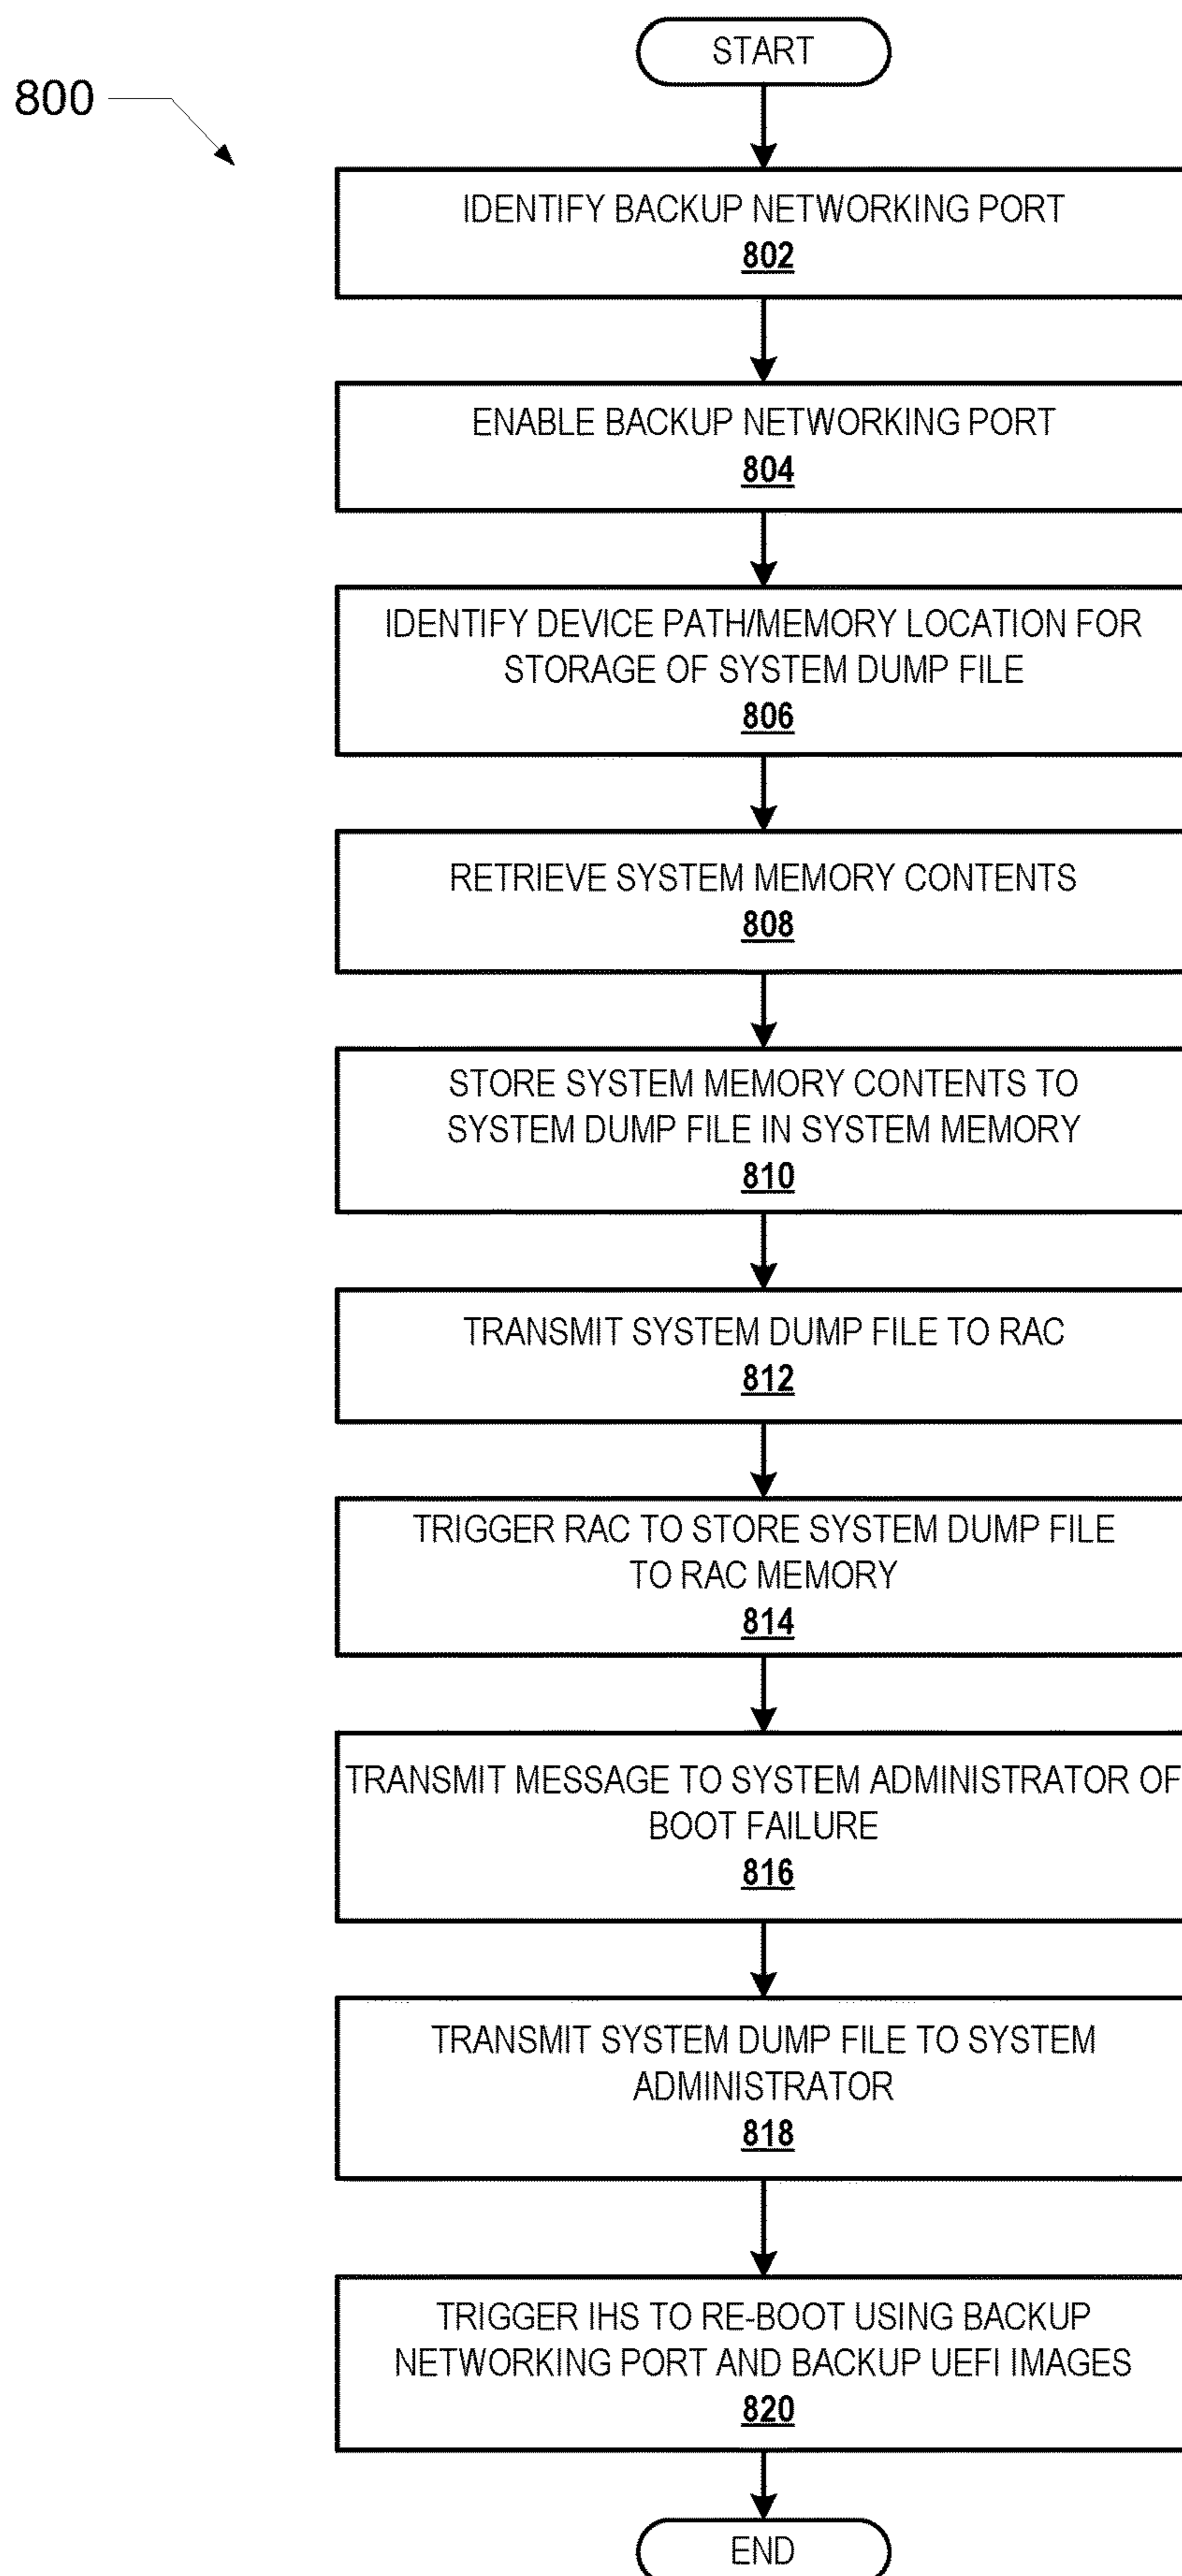 START
800
IDENTIFY BACKUP NETWORKING PORT
802
ENABLE BACKUP NETWORKING PORT
804
IDENTIFY DEVICE PATH/MEMORY LOCATION FOR
STORAGE OF SYSTEM DUMP FILE
806
RETRIEVE SYSTEM MEMORY CONTENTS
808
STORE SYSTEM MEMORY CONTENTS TO
SYSTEM DUMP FILE IN SYSTEM MEMORY
810
TRANSMIT SYSTEM DUMP FILE TO RAC
812
TRIGGER RAC TO STORE SYSTEM DUMP FILE
TO RAC MEMORY
814
TRANSMIT MESSAGE TO SYSTEM ADMINISTRATOR OF
BOOT FAILURE
816
TRANSMIT SYSTEM DUMP FILE TO SYSTEM
ADMINISTRATOR
818
TRIGGER IHS TO RE-BOOT USING BACKUP
NETWORKING PORT AND BACKUP UEFI IMAGES
820
END